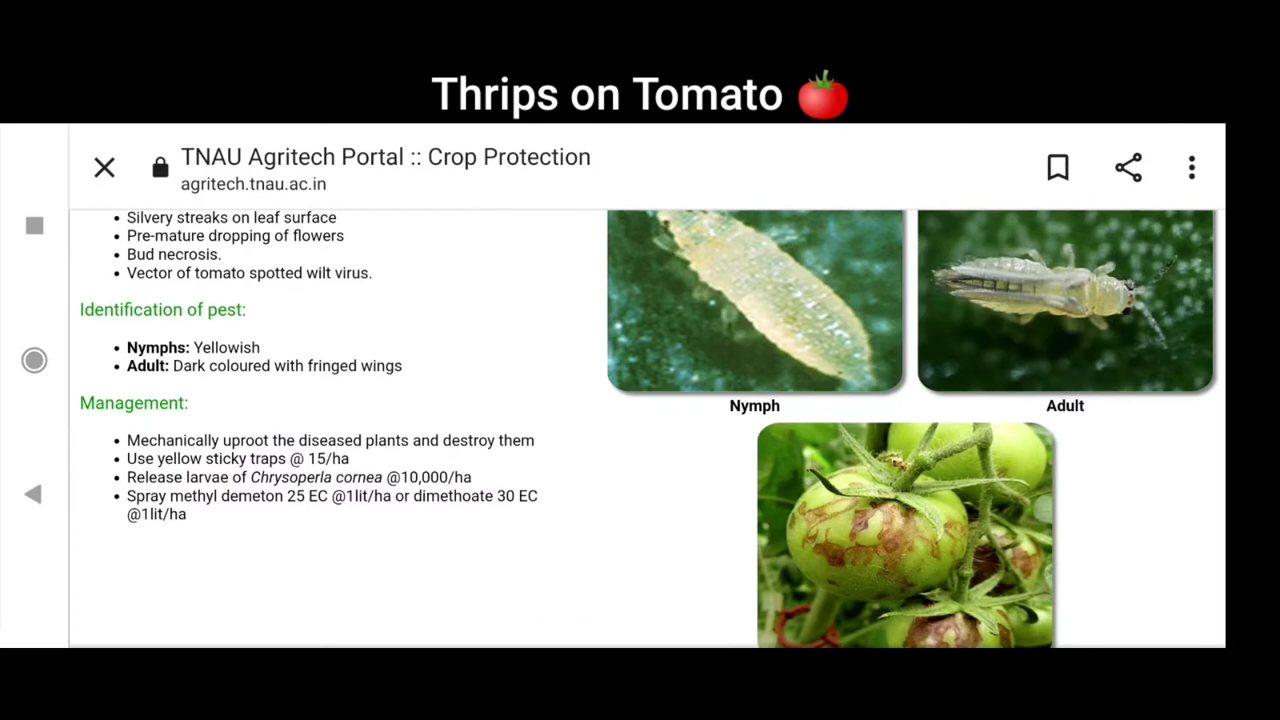 Thrips on Tomato 🍅
TNAU Agritech Portal :: Crop Protection
agritech.tnau.ac.in
• Silvery streaks on leaf surface
• Pre-mature dropping of flowers
• Bud necrosis.
• Vector of tomato spotted wilt virus.
Identification of pest:
• Nymphs: Yellowish
• Adult: Dark coloured with fringed wings
Management:
• Mechanically uproot the diseased plants and destroy them
• Use yellow sticky traps @ 15/ha
• Release larvae of Chrysoperla cornea @10,000/ha
• Spray methyl demeton 25 EC @1lit/ha or dimethoate 30 EC
@1lit/ha
Nymph
Adult